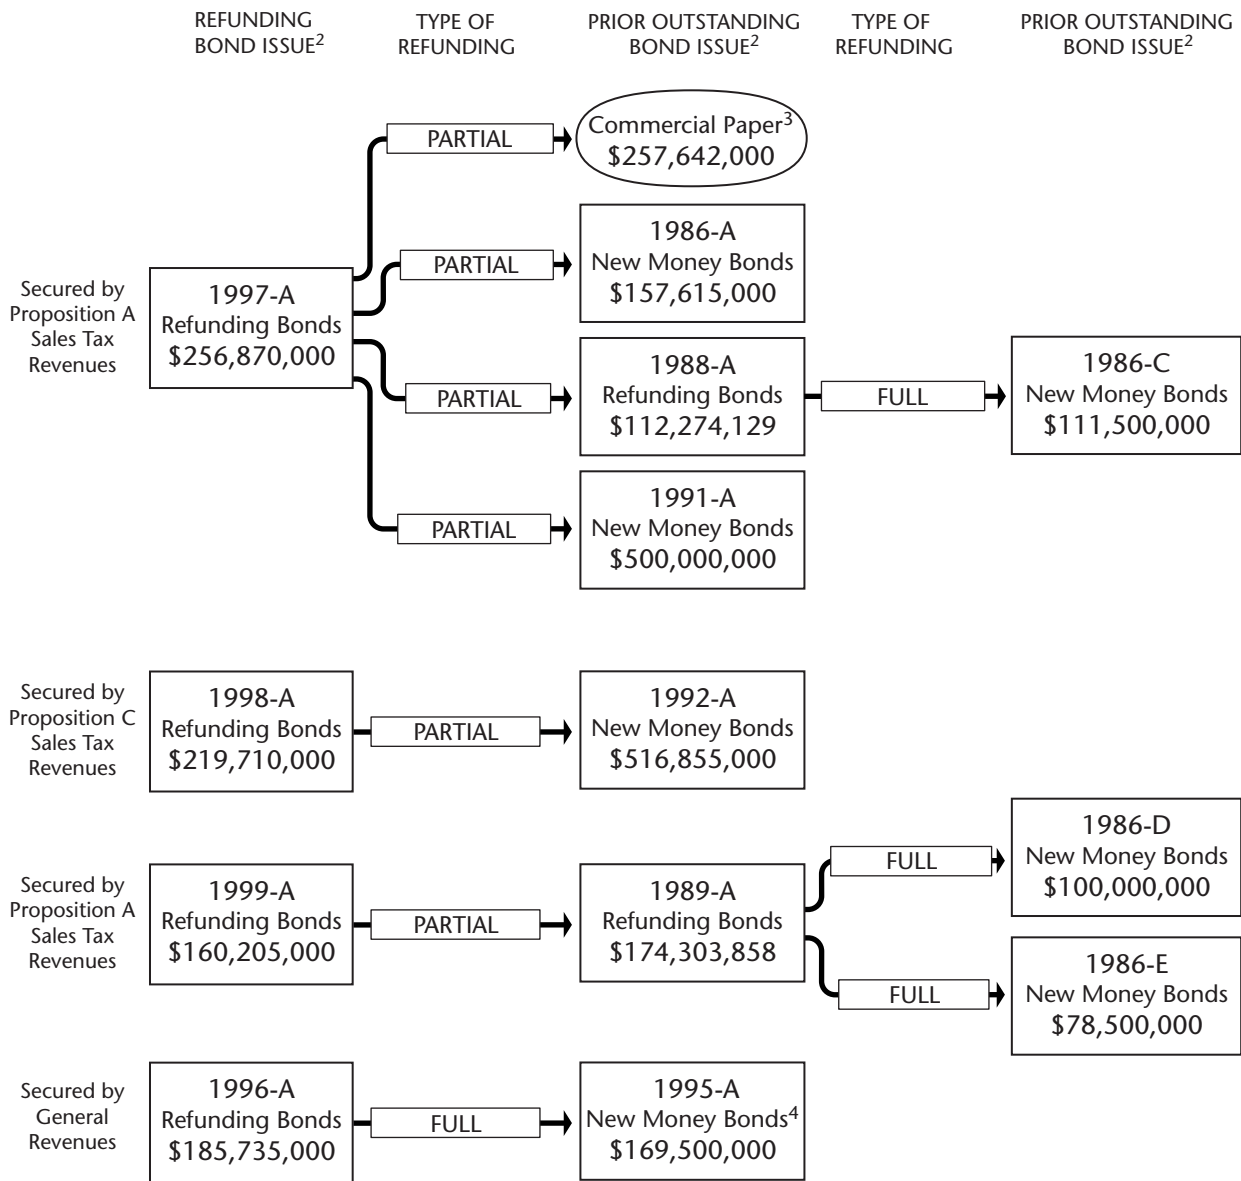 REFUNDING
BOND ISSUE²
TYPE OF
REFUNDING
PRIOR OUTSTANDING
BOND ISSUE²
TYPE OF
REFUNDING
PRIOR OUTSTANDING
BOND ISSUE²
Secured by
Proposition A
Sales Tax
Revenues
1997-A
Refunding Bonds
$256,870,000
PARTIAL
Commercial Paper³
$257,642,000
PARTIAL
1986-A
New Money Bonds
$157,615,000
PARTIAL
1988-A
Refunding Bonds
$112,274,129
FULL
1986-C
New Money Bonds
$111,500,000
PARTIAL
1991-A
New Money Bonds
$500,000,000
Secured by
Proposition C
Sales Tax
Revenues
1998-A
Refunding Bonds
$219,710,000
PARTIAL
1992-A
New Money Bonds
$516,855,000
Secured by
Proposition A
Sales Tax
Revenues
1999-A
Refunding Bonds
$160,205,000
PARTIAL
1989-A
Refunding Bonds
$174,303,858
FULL
1986-D
New Money Bonds
$100,000,000
FULL
1986-E
New Money Bonds
$78,500,000
Secured by
General
Revenues
1996-A
Refunding Bonds
$185,735,000
FULL
1995-A
New Money Bonds⁴
$169,500,000